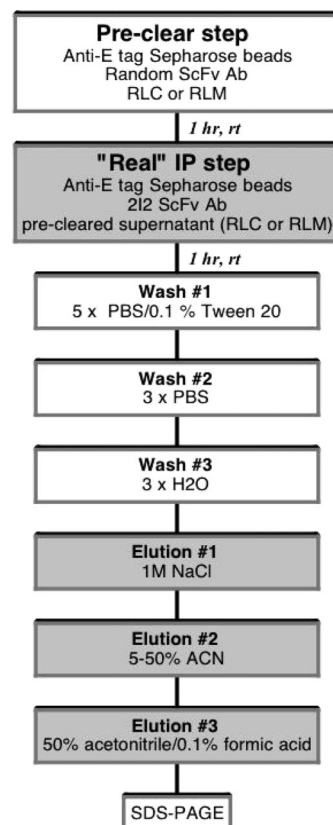 Pre-clear step
Anti-E tag Sepharose beads
Random ScFv Ab
RLC or RLM
1 hr, rt
"Real" IP step
Anti-E tag Sepharose beads
2I2 ScFv Ab
pre-cleared supernatant (RLC or RLM)
1 hr, rt
Wash #1
5 x PBS/0.1 % Tween 20
Wash #2
3 x PBS
Wash #3
3 x H2O
Elution #1
1M NaCl
Elution #2
5-50% ACN
Elution #3
50% acetonitrile/0.1% formic acid
SDS-PAGE